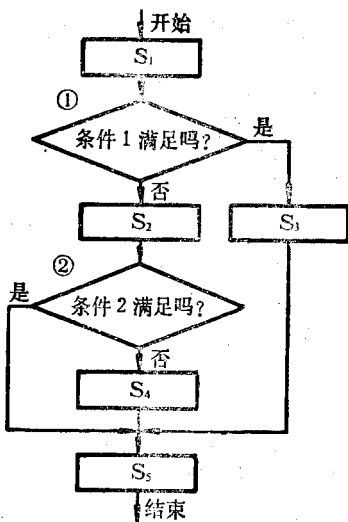 开始
S₁
①
条件1满足吗?
是
否
S₂
S₃
②
是
条件2满足吗?
否
S₄
S₅
结束